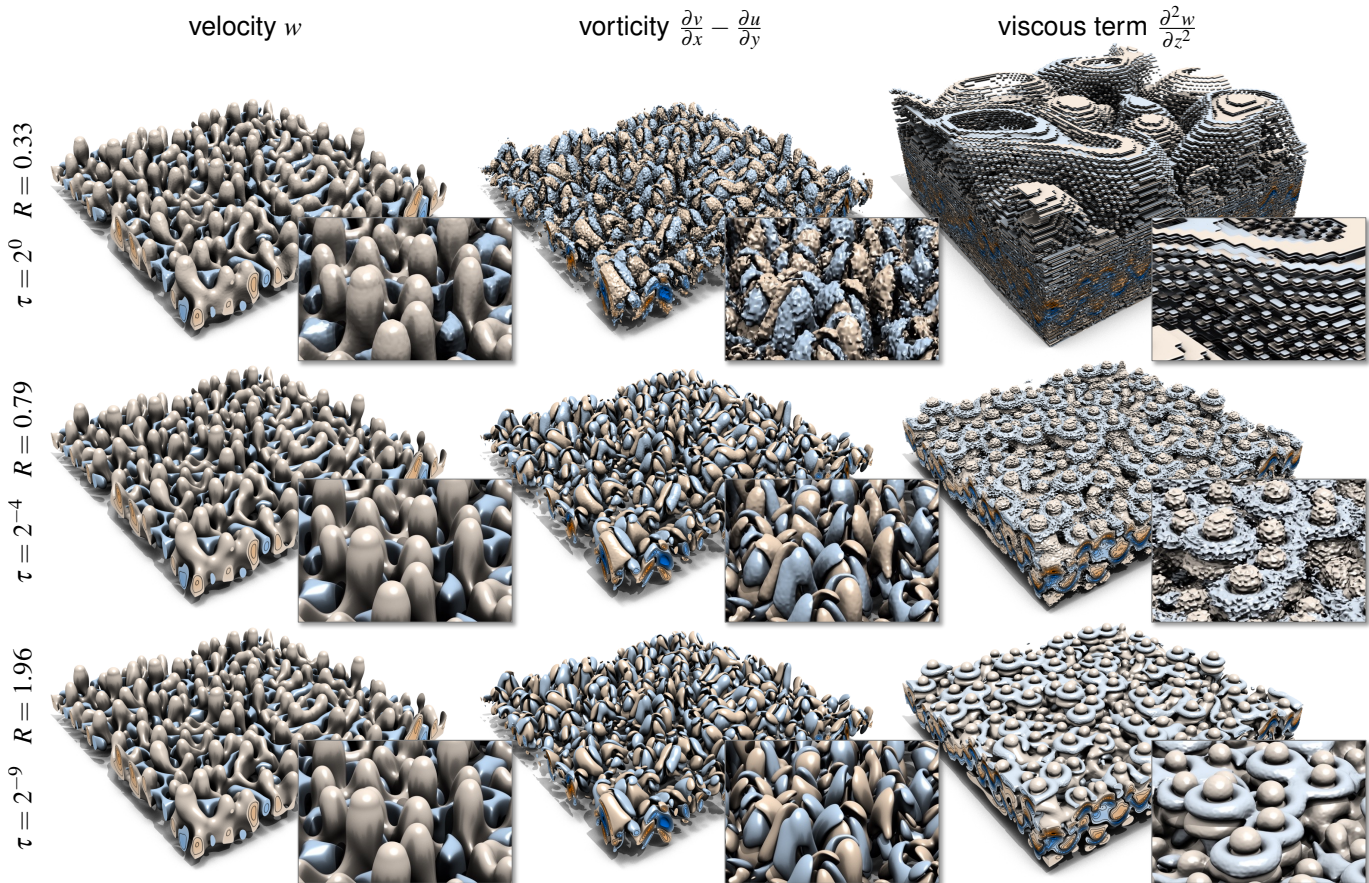 velocity w
vorticity ∂v/∂x − ∂u/∂y
viscous term ∂²w/∂z²
τ = 2⁰ R = 0.33
τ = 2⁻⁴ R = 0.79
τ = 2⁻⁹ R = 1.96